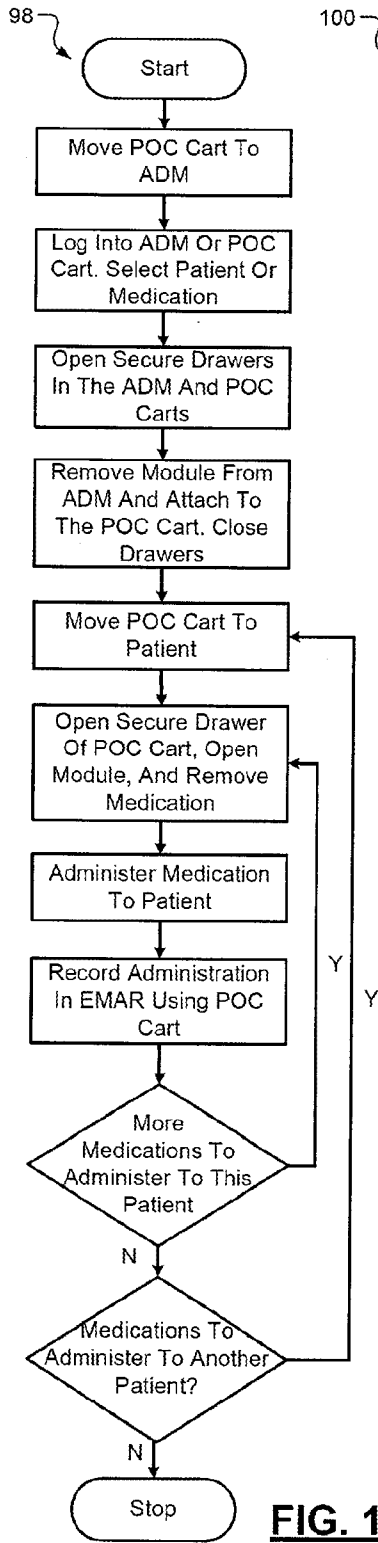 98
100
Start
Move POC Cart To
ADM
Log Into ADM Or POC
Cart. Select Patient Or
Medication
Open Secure Drawers
In The ADM And POC
Carts
Remove Module From
ADM And Attach To
The POC Cart. Close
Drawers
Move POC Cart To
Patient
Open Secure Drawer
Of POC Cart, Open
Module, And Remove
Medication
Administer Medication
To Patient
Record Administration
In EMAR Using POC
Cart
Y
Y
More
Medications To
Administer To This
Patient
N
Medications To
Administer To Another
Patient?
N
Stop
FIG. 1